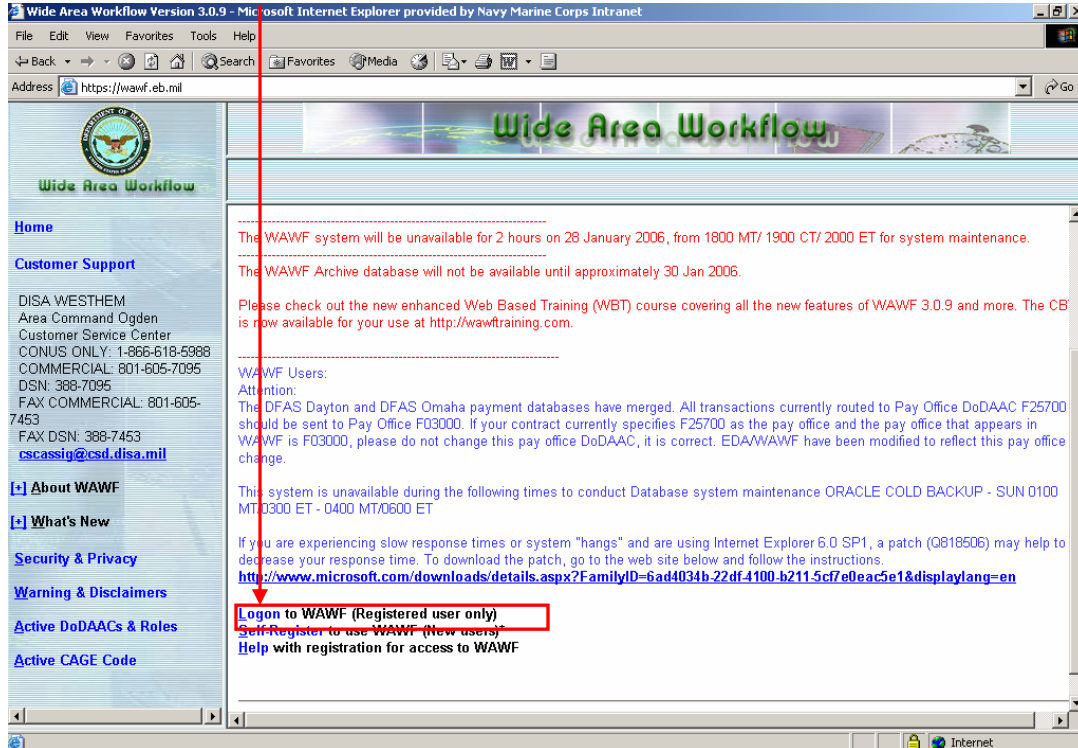 Wide Area Workflow Version 3.0.9 - Microsoft Internet Explorer provided by Navy Marine Corps Intranet
File Edit View Favorites Tools Help
Back Search Favorites Media
Address https://wawf.eb.mil Go
DEPARTMENT OF DEFENSE
Wide Area Workflow
Wide Area Workflow
Home
Customer Support
DISA WESTHEM
Area Command Ogden
Customer Service Center
CONUS ONLY: 1-866-618-5988
COMMERCIAL: 801-605-7095
DSN: 388-7095
FAX COMMERCIAL: 801-605-
7453
FAX DSN: 388-7453
cscassig@csd.disa.mil
[+] About WAWF
[+] What's New
Security & Privacy
Warning & Disclaimers
Active DoDAACs & Roles
Active CAGE Code
The WAWF system will be unavailable for 2 hours on 28 January 2006, from 1800 MT/ 1900 CT/ 2000 ET for system maintenance.
The WAWF Archive database will not be available until approximately 30 Jan 2006.
Please check out the new enhanced Web Based Training (WBT) course covering all the new features of WAWF 3.0.9 and more. The CB
is now available for your use at http://wawftraining.com.
WAWF Users:
Attention:
The DFAS Dayton and DFAS Omaha payment databases have merged. All transactions currently routed to Pay Office DoDAAC F25700
should be sent to Pay Office F03000. If your contract currently specifies F25700 as the pay office and the pay office that appears in
WAWF is F03000, please do not change this pay office DoDAAC, it is correct. EDA/WAWF have been modified to reflect this pay office
change.
This system is unavailable during the following times to conduct Database system maintenance ORACLE COLD BACKUP - SUN 0100
MT/0300 ET - 0400 MT/0600 ET
If you are experiencing slow response times or system "hangs" and are using Internet Explorer 6.0 SP1, a patch (Q818506) may help to
decrease your response time. To download the patch, go to the web site below and follow the instructions.
http://www.microsoft.com/downloads/details.aspx?FamilyID=6ad4034b-22df-4100-b211-5cf7e0eac5e1&displaylang=en
Logon to WAWF (Registered user only)
Self-Register to use WAWF (New users)*
Help with registration for access to WAWF
Internet